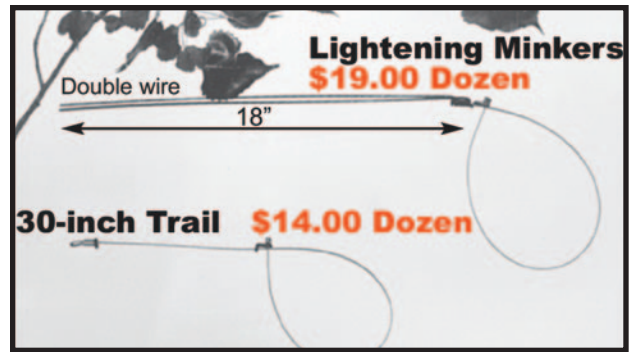 Lightening Minkers
$19.00 Dozen
Double wire
18”
30-inch Trail $14.00 Dozen